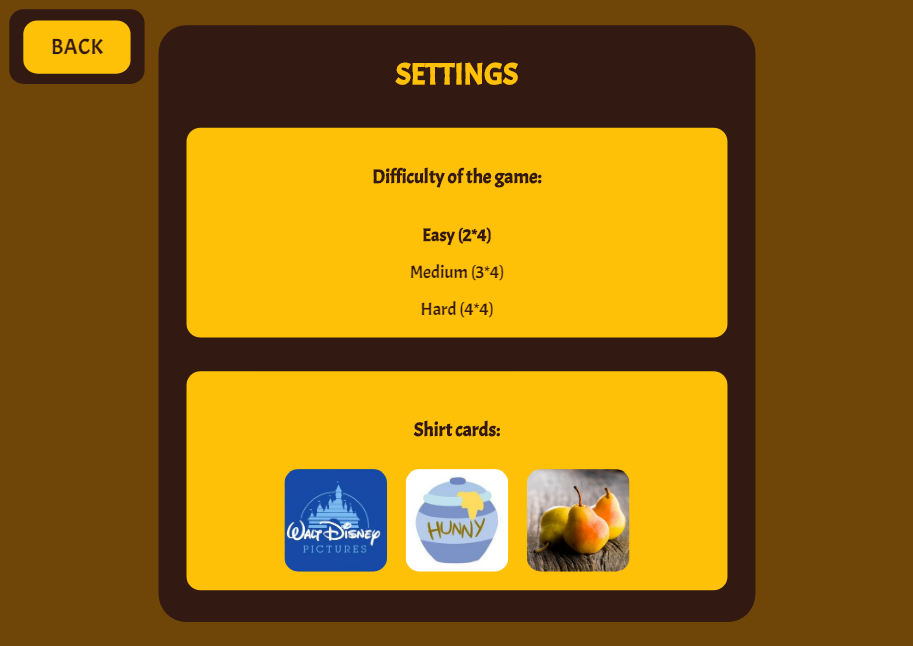 BACK
SETTINGS
Difficulty of the game:
Easy (2*4)
Medium (3*4)
Hard (4*4)
Shirt cards:
WALT DISNEY
PICTURES
HUNNY